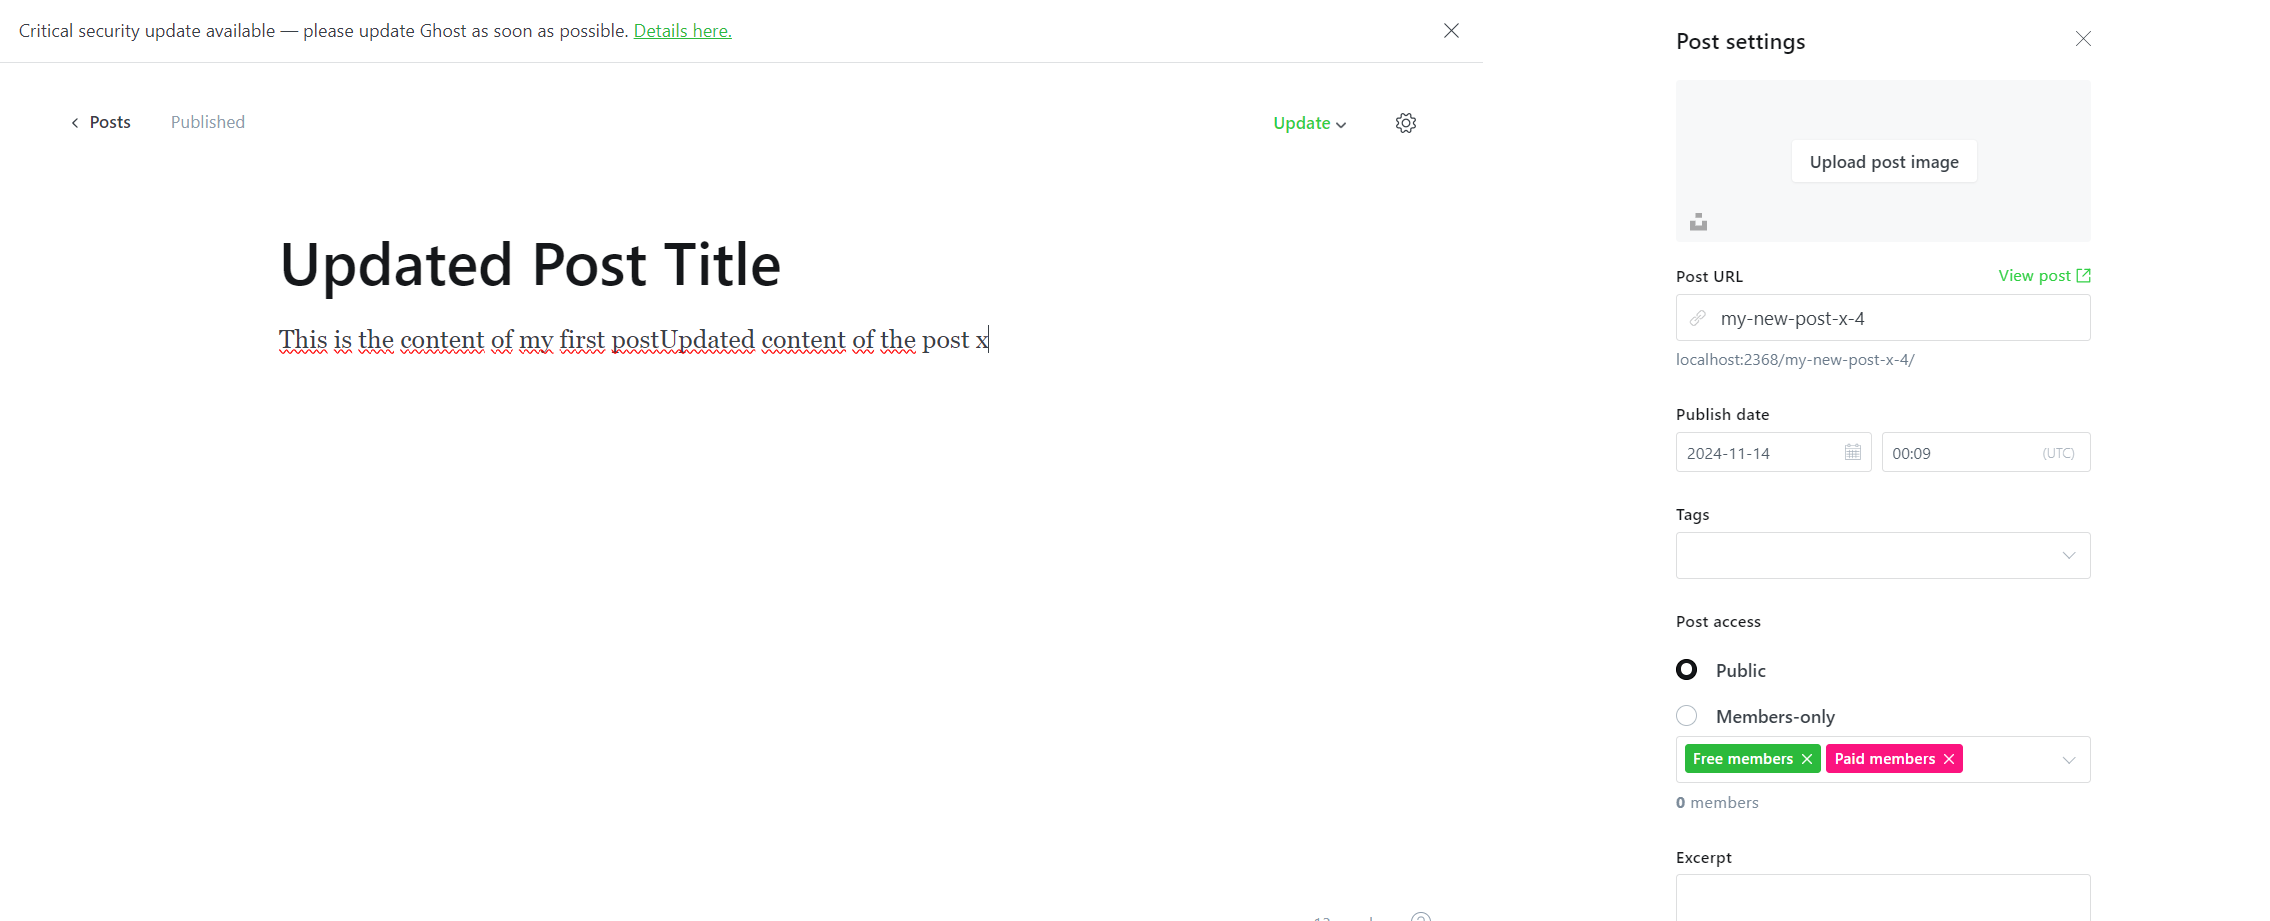 Critical security update available — please update Ghost as soon as possible. Details here.
Posts
Published
Update
Updated Post Title
This is the content of my first postUpdated content of the post x
Post settings
Upload post image
Post URL
View post
my-new-post-x-4
localhost:2368/my-new-post-x-4/
Publish date
2024-11-14
00:09
(UTC)
Tags
Post access
Public
Members-only
Free members
Paid members
0 members
Excerpt